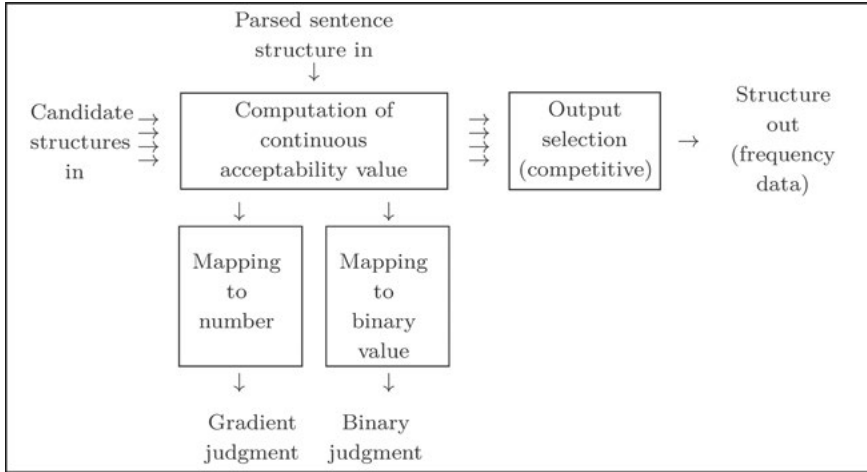 Parsed sentence
structure in
↓
Candidate
structures
in
→
→
→
→
Computation of
continuous
acceptability value
→
→
→
→
Output
selection
(competitive)
→
Structure
out
(frequency
data)
↓
↓
Mapping
to
number
Mapping
to
binary
value
↓
↓
Gradient
judgment
Binary
judgment